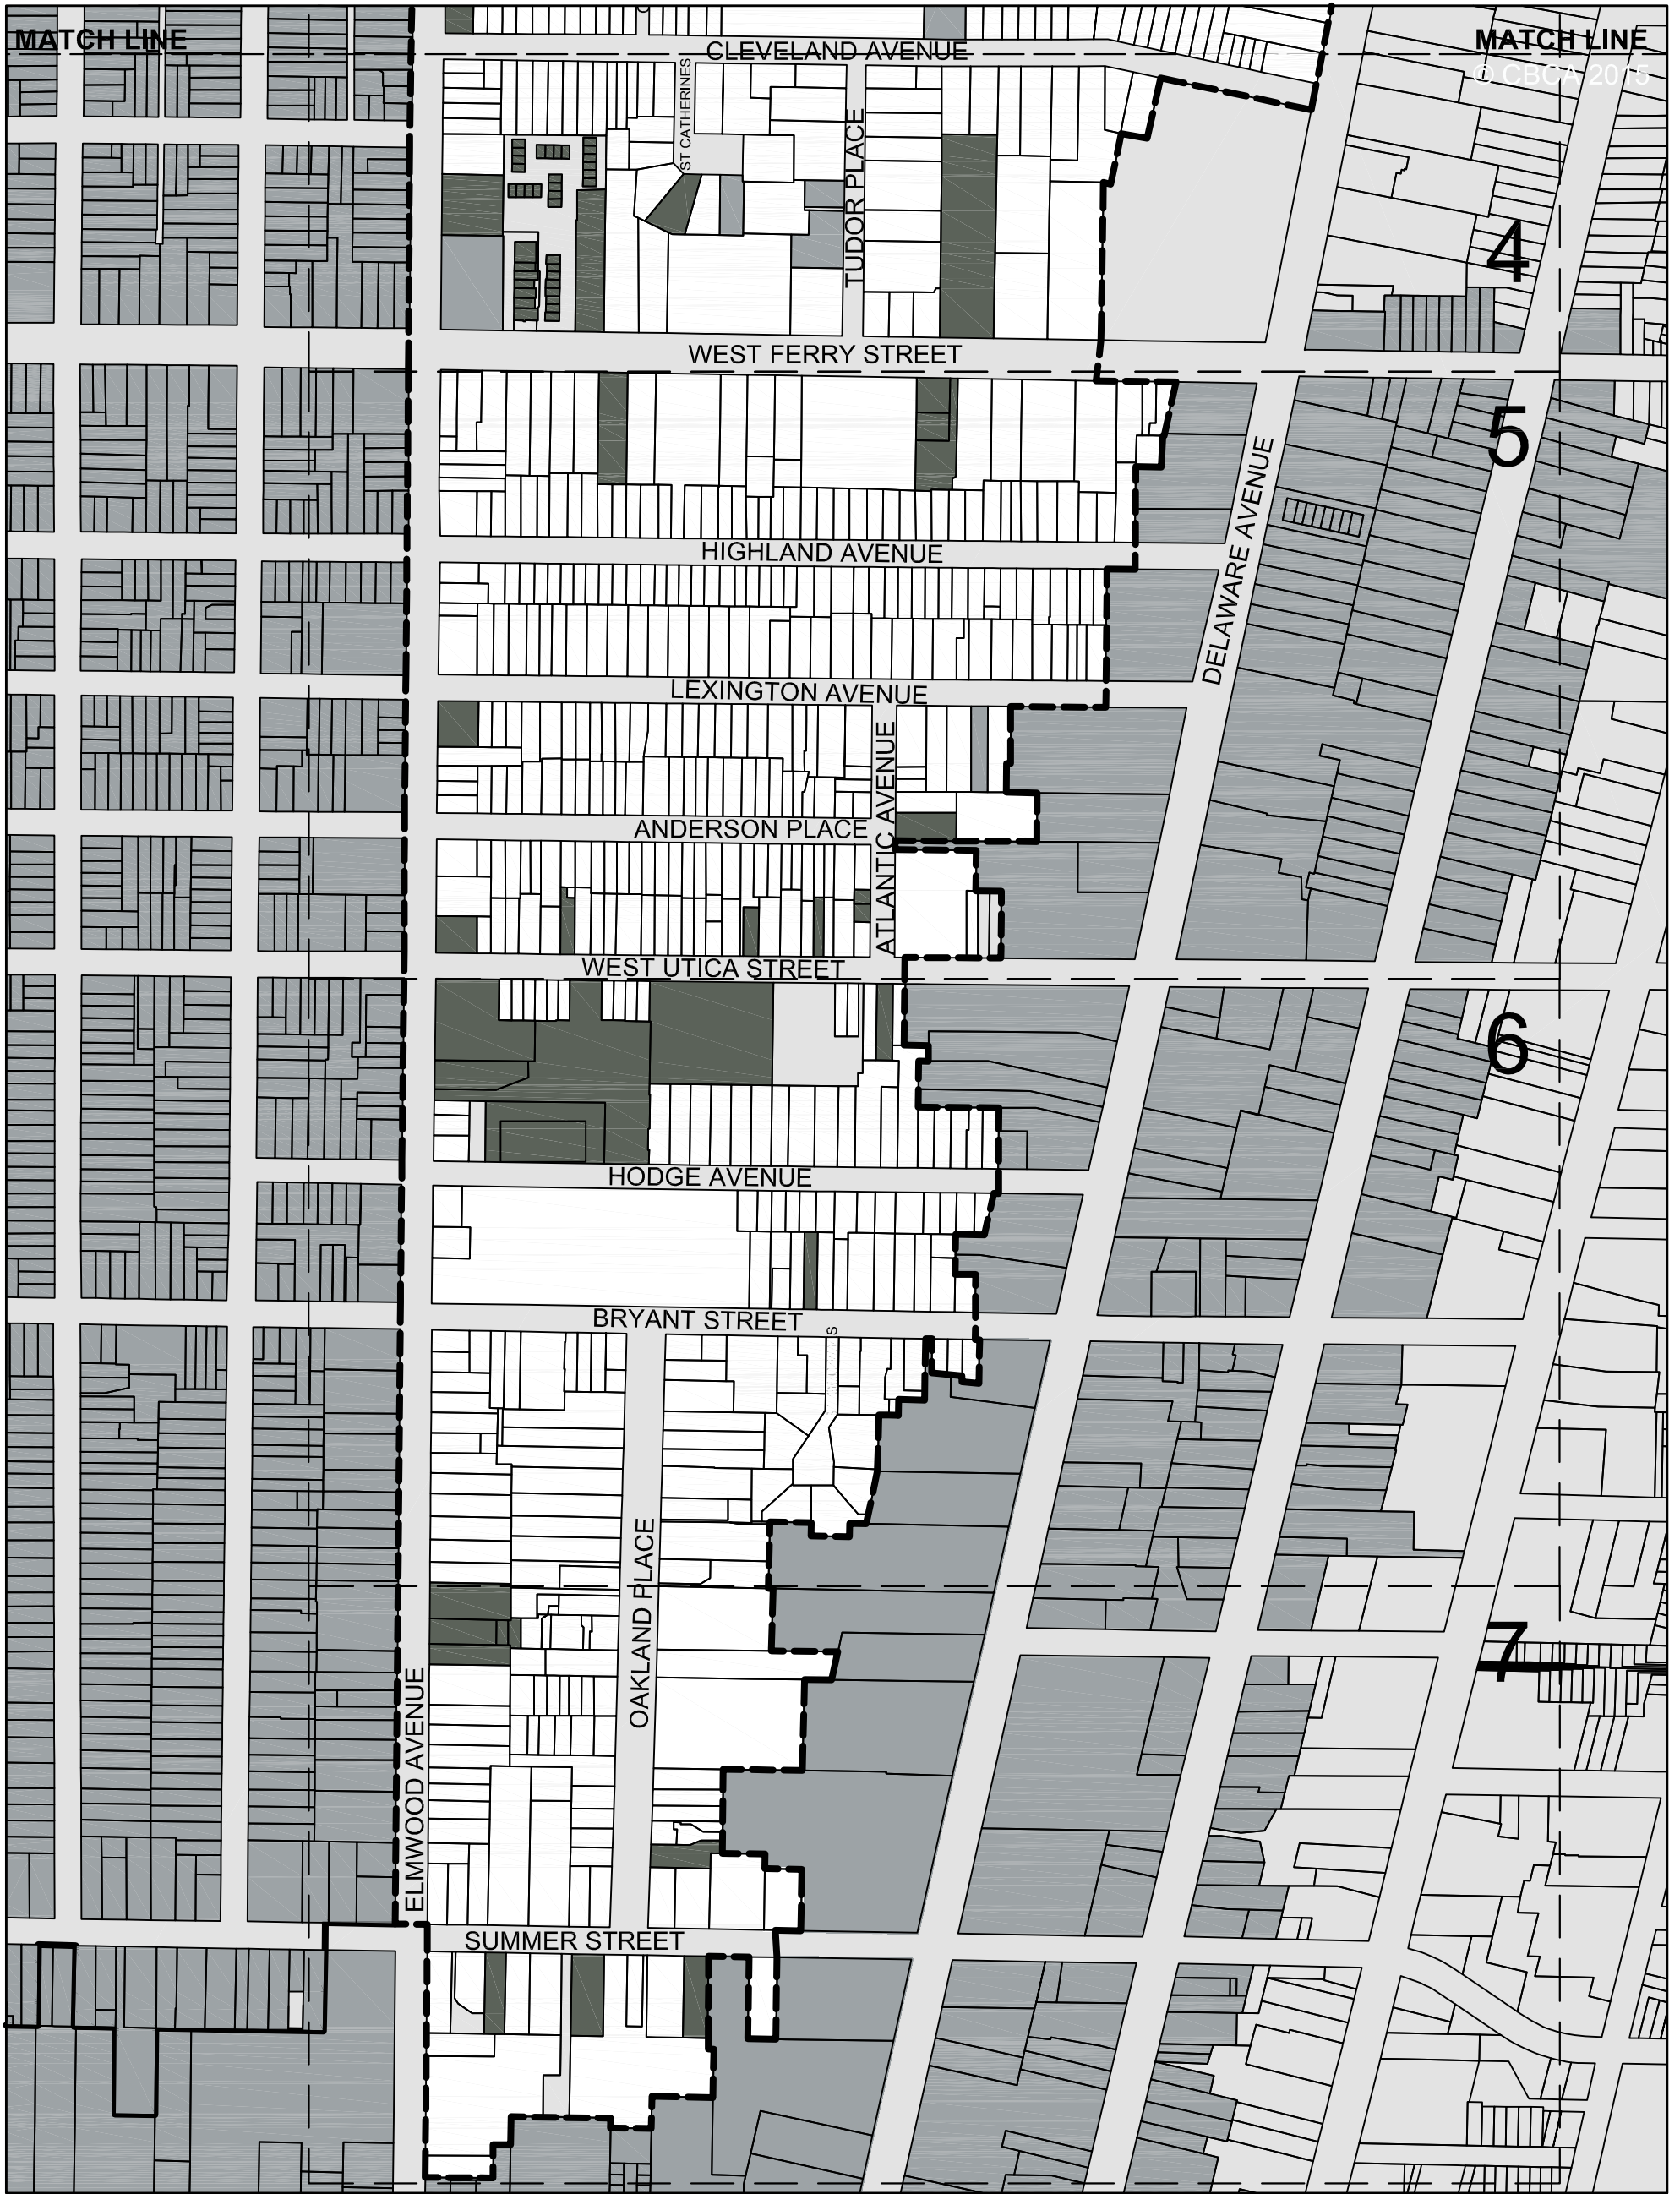 MATCH LINE
MATCH LINE
© CBCA 2015
CLEVELAND AVENUE
ST CATHERINES
TUDOR PLACE
4
WEST FERRY STREET
5
DELAWARE AVENUE
HIGHLAND AVENUE
LEXINGTON AVENUE
ATLANTIC AVENUE
ANDERSON PLACE
WEST UTICA STREET
6
HODGE AVENUE
BRYANT STREET
S
OAKLAND PLACE
7
ELMWOOD AVENUE
SUMMER STREET